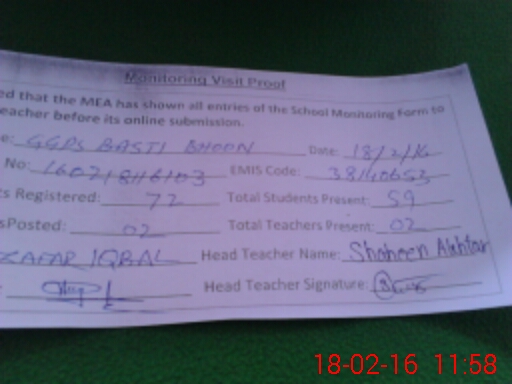 Monitoring Visit Proof
ed that the MEA has shown all entries of the School Monitoring Form to
eacher before its online submission.
e: GGPS BASTI BHEEN Date: 18/2/16
No: EMIS Code:
s Registered: 72 Total Students Present: 59
sPosted: 02 Total Teachers Present: 02
ZAFAR IQBAL Head Teacher Name: Shaheen Akhtar
Head Teacher Signature:
18-02-16 11:58